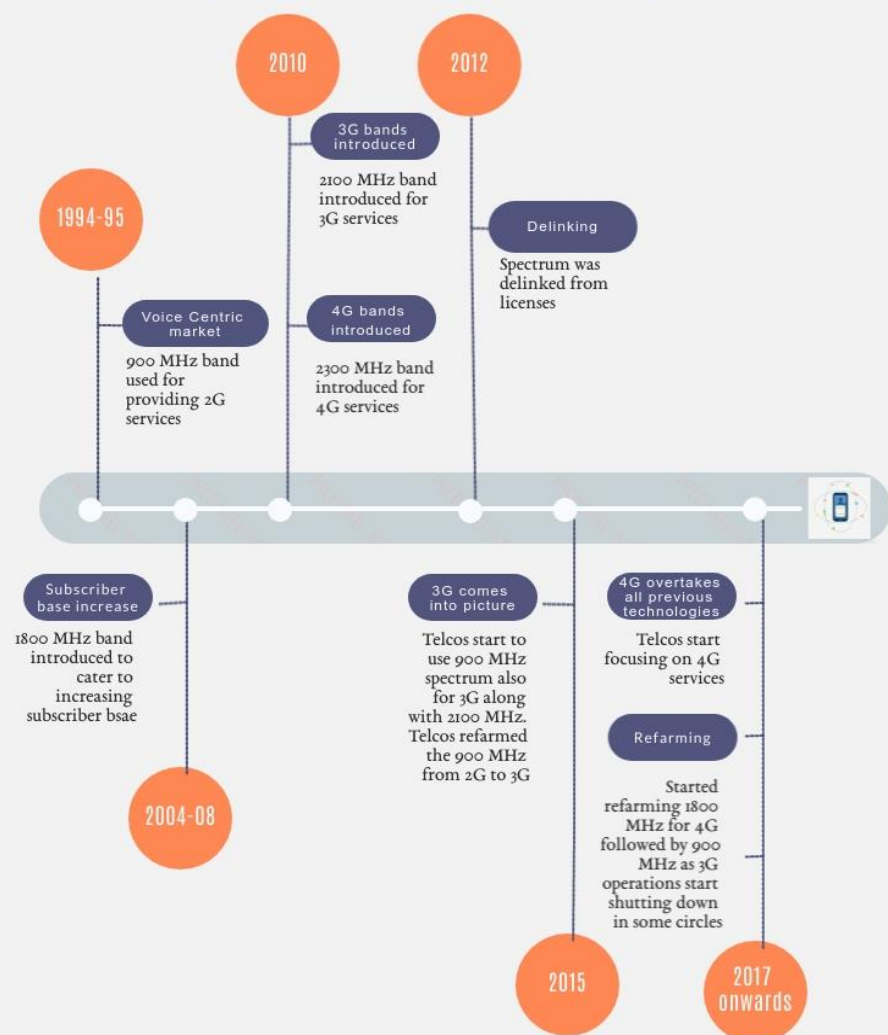 1994-95
Voice Centric
market
900 MHz band
used for
providing 2G
services
2010
3G bands
introduced
2100 MHz band
introduced for
3G services
4G bands
introduced
2300 MHz band
introduced for
4G services
2012
Delinking
Spectrum was
delinked from
licenses
Subscriber
base increase
1800 MHz band
introduced to
cater to
increasing
subscriber bsae
2004-08
3G comes
into picture
Telcos start to
use 900 MHz
spectrum also
for 3G along
with 2100 MHz.
Telcos refarmed
the 900 MHz
from 2G to 3G
2015
4G overtakes
all previous
technologies
Telcos start
focusing on 4G
services
Refarming
Started
refarming 1800
MHz for 4G
followed by 900
MHz as 3G
operations start
shutting down
in some circles
2017
onwards